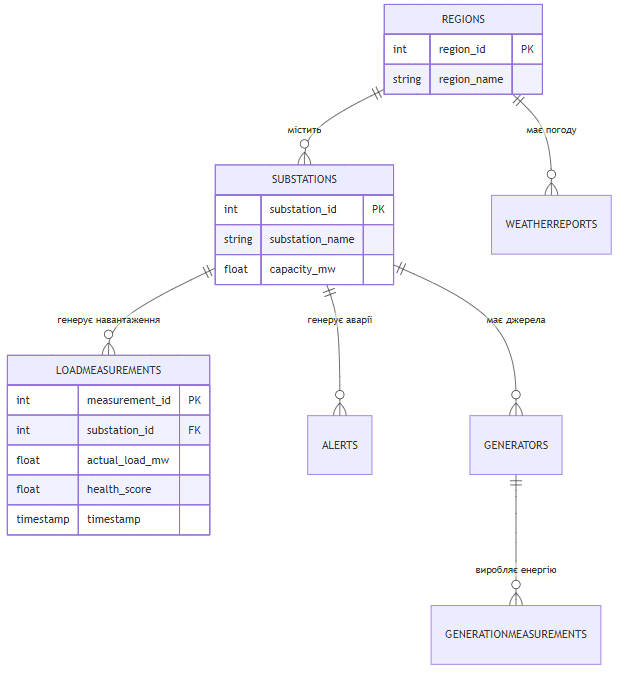 REGIONS
int region_id PK
string region_name
містить
має погоду
SUBSTATIONS
int substation_id PK
string substation_name
float capacity_mw
WEATHERREPORTS
генерує навантаження
генерує аварії
має джерела
LOADMEASUREMENTS
int measurement_id PK
int substation_id FK
float actual_load_mw
float health_score
timestamp timestamp
ALERTS
GENERATORS
виробляє енергію
GENERATIONMEASUREMENTS